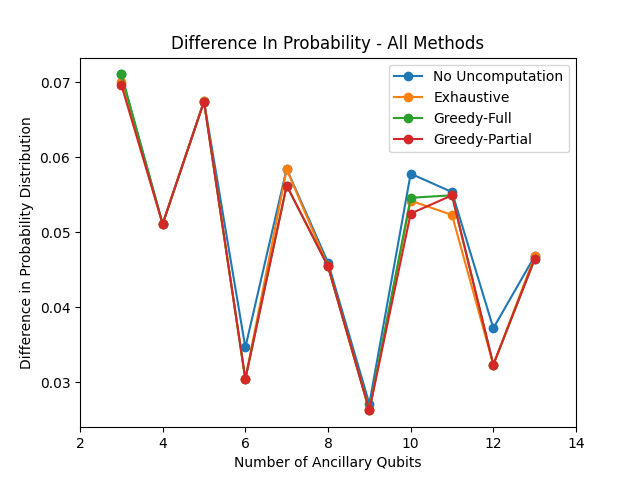 Difference In Probability - All Methods
No Uncomputation
Exhaustive
Greedy-Full
Greedy-Partial
Difference in Probability Distribution
0.07
0.06
0.05
0.04
0.03
2 4 6 8 10 12 14
Number of Ancillary Qubits